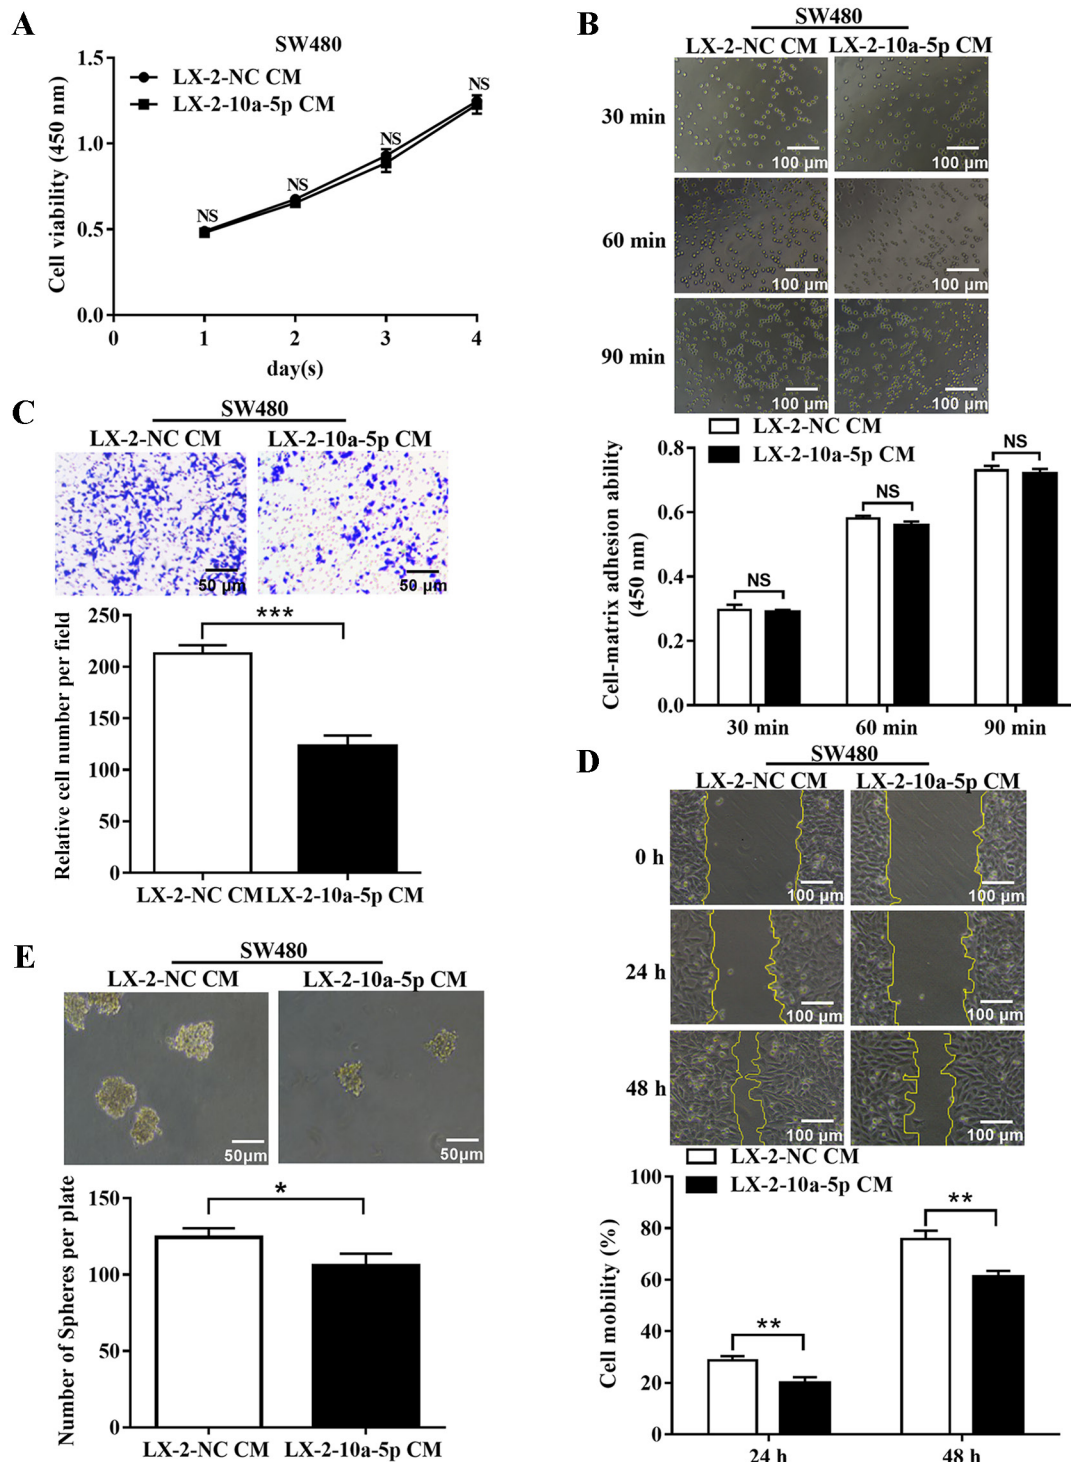 A
SW480
LX-2-NC CM
LX-2-10a-5p CM
Cell viability (450 nm)
1.5
1.0
0.5
0.0
NS
NS
NS
NS
0
1
2
3
4
day(s)
B
SW480
LX-2-NC CM
LX-2-10a-5p CM
30 min
100 µm
100 µm
60 min
100 µm
100 µm
90 min
100 µm
100 µm
LX-2-NC CM
LX-2-10a-5p CM
Cell-matrix adhesion ability
(450 nm)
0.8
0.6
0.4
0.2
0.0
NS
NS
NS
30 min
60 min
90 min
C
SW480
LX-2-NC CM
LX-2-10a-5p CM
50 µm
50 µm
Relative cell number per field
250
200
150
100
50
0
***
LX-2-NC CM
LX-2-10a-5p CM
D
SW480
LX-2-NC CM
LX-2-10a-5p CM
0 h
100 µm
100 µm
24 h
100 µm
100 µm
48 h
100 µm
100 µm
LX-2-NC CM
LX-2-10a-5p CM
Cell mobility (%)
100
80
60
40
20
0
**
**
24 h
48 h
E
SW480
LX-2-NC CM
LX-2-10a-5p CM
50µm
50µm
Number of Spheres per plate
150
100
50
0
*
LX-2-NC CM
LX-2-10a-5p CM